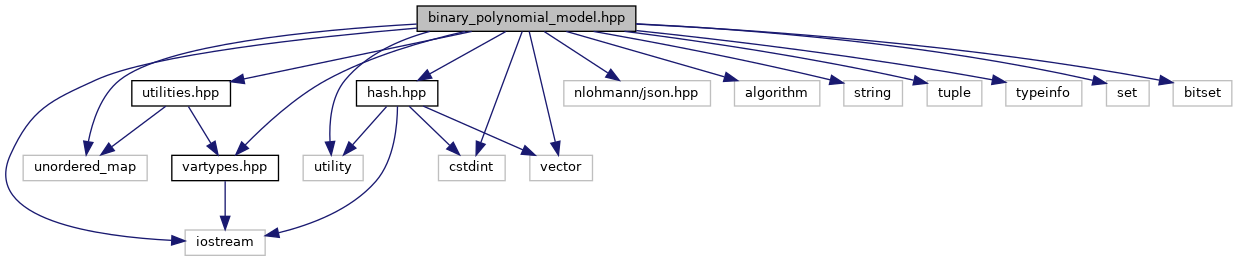 binary_polynomial_model.hpp
utilities.hpp
hash.hpp
nlohmann/json.hpp
algorithm
string
tuple
typeinfo
set
bitset
unordered_map
vartypes.hpp
utility
cstdint
vector
iostream